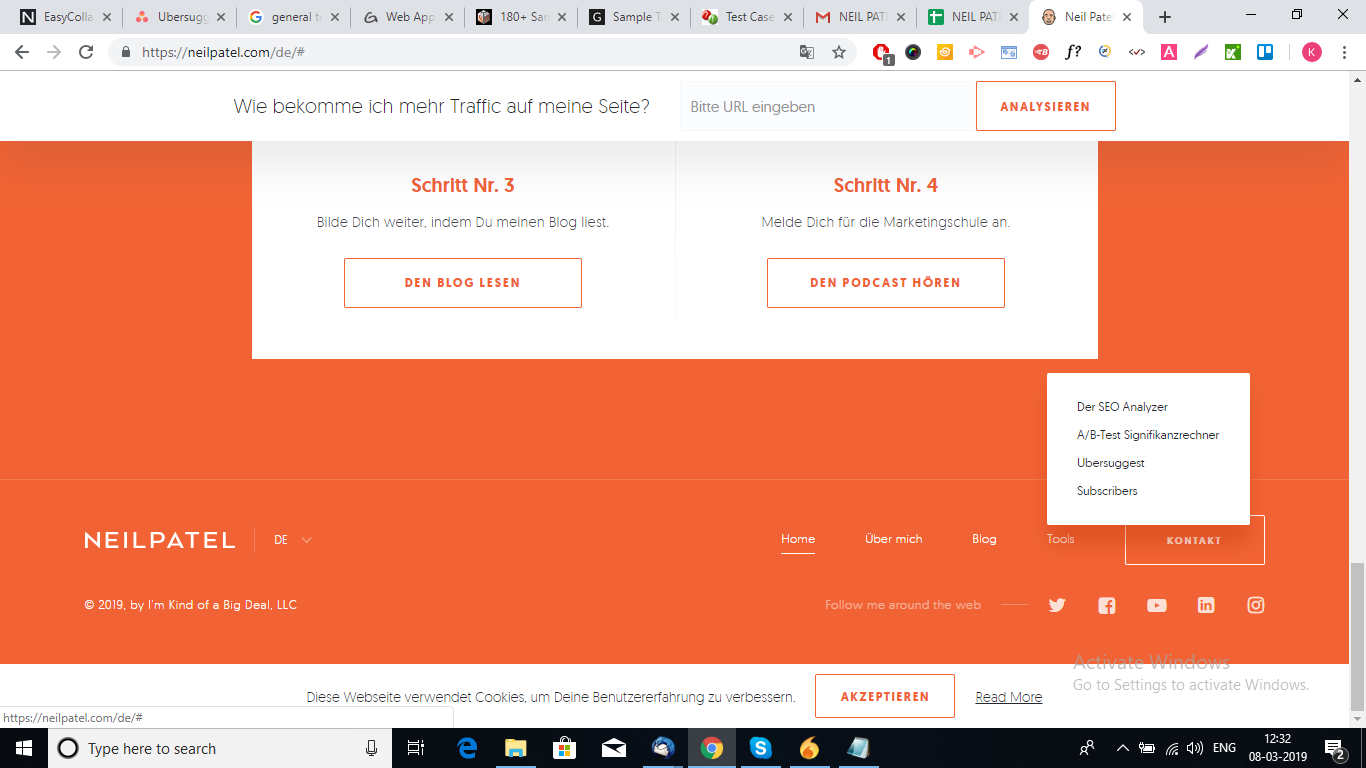 EasyColla
Ubersugg
general t
Web App
180+ Sar
Sample T
Test Case
NEIL PAT
NEIL PAT
Neil Pate
https://neilpatel.com/de/#
1
f?
A
K
Wie bekomme ich mehr Traffic auf meine Seite?
Bitte URL eingeben
ANALYSIEREN
Schritt Nr. 3
Schritt Nr. 4
Bilde Dich weiter, indem Du meinen Blog liest.
Melde Dich für die Marketingschule an.
DEN BLOG LESEN
DEN PODCAST HÖREN
Der SEO Analyzer
A/B-Test Signifikanzrechner
Ubersuggest
Subscribers
NEILPATEL
DE
Home
Über mich
Blog
Tools
KONTAKT
© 2019, by I'm Kind of a Big Deal, LLC
Follow me around the web
Activate Windows
Go to Settings to activate Windows.
Diese Webseite verwendet Cookies, um Deine Benutzererfahrung zu verbessern.
AKZEPTIEREN
Read More
https://neilpatel.com/de/#
Type here to search
ENG
12:32
08-03-2019
2